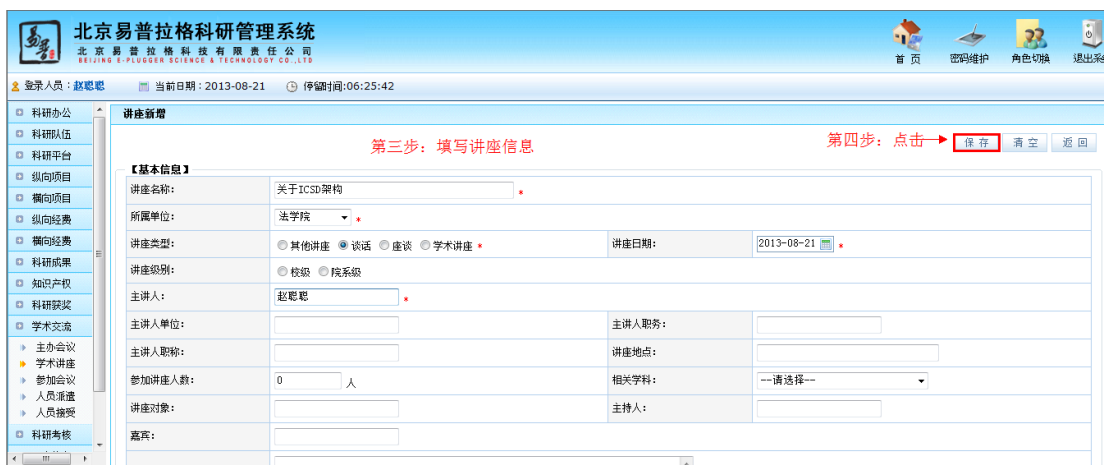 北京易普拉格科研管理系统
北京易普拉格科技有限责任公司
BEIJING E-PLUGGER SCIENCE & TECHNOLOGY CO.,LTD
首页 密码维护 角色切换 退出系
登录人员：赵聪聪 当前日期：2013-08-21 停留时间:06:25:42
科研办公
科研队伍
科研平台
纵向项目
横向项目
纵向经费
横向经费
科研成果
知识产权
科研获奖
学术交流
主办会议
学术讲座
参加会议
人员派遣
人员接受
科研考核
讲座新增
第三步：填写讲座信息
第四步：点击 保存 清空 返回
【基本信息】
讲座名称： 关于ICSD架构 *
所属单位： 法学院 *
讲座类型： 其他讲座 谈话 座谈 学术讲座 * 讲座日期： 2013-08-21 *
讲座级别： 校级 院系级
主讲人： 赵聪聪 *
主讲人单位： 主讲人职务：
主讲人职称： 讲座地点：
参加讲座人数： 0 人 相关学科： --请选择--
讲座对象： 主持人：
嘉宾：